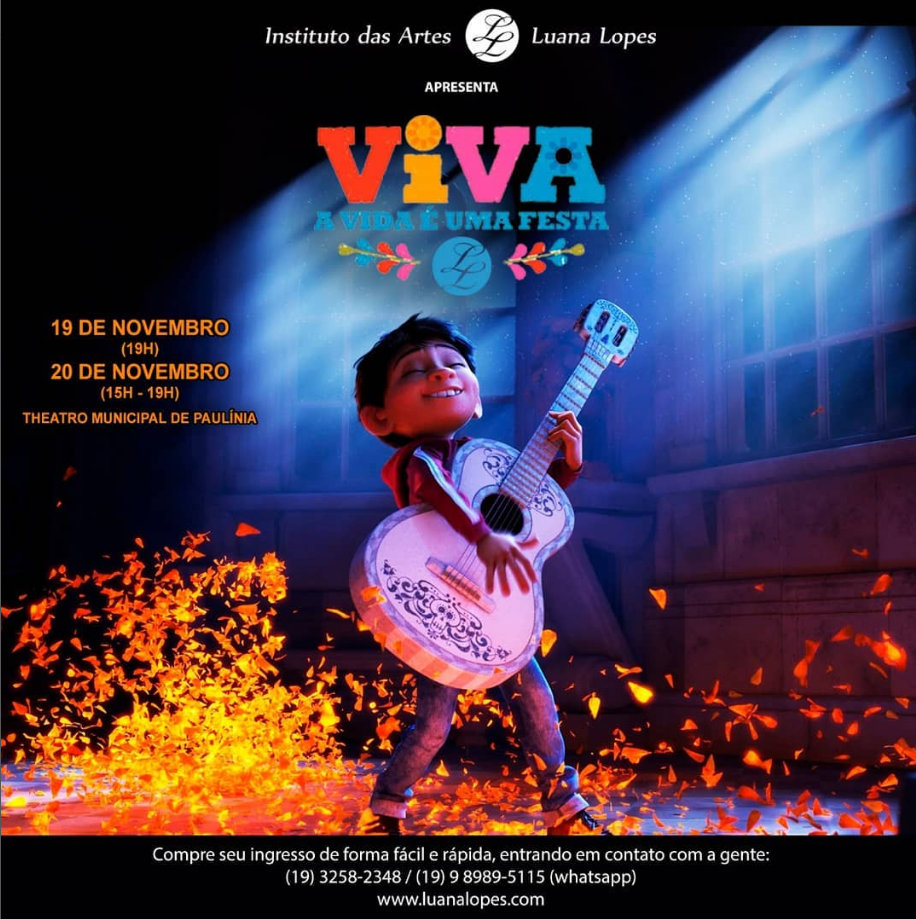 Instituto das Artes LL Luana Lopes
APRESENTA
ViVA
A VIDA É UMA FESTA
LL
19 DE NOVEMBRO
(19H)
20 DE NOVEMBRO
(15H - 19H)
THEATRO MUNICIPAL DE PAULÍNIA
Compre seu ingresso de forma fácil e rápida, entrando em contato com a gente:
(19) 3258-2348 / (19) 9 8989-5115 (whatsapp)
www.luanalopes.com